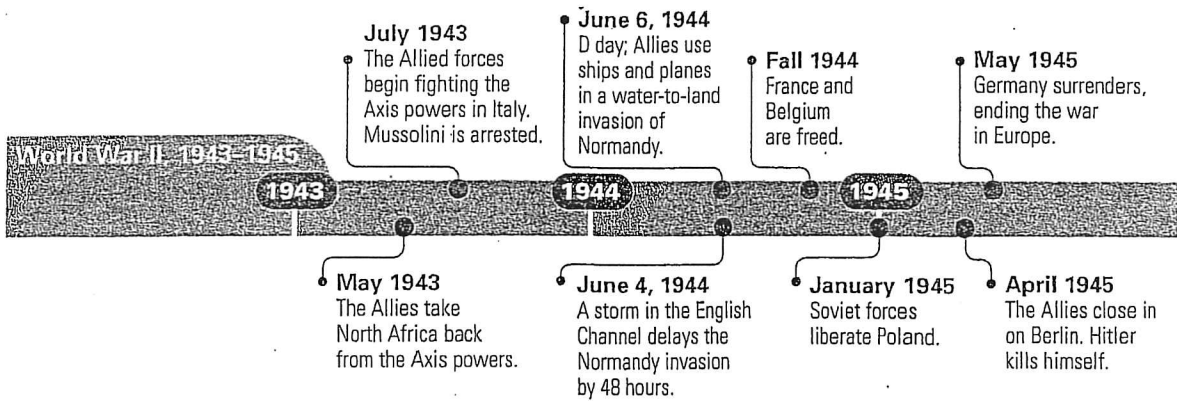 July 1943
The Allied forces
begin fighting the
Axis powers in Italy.
Mussolini is arrested.
June 6, 1944
D day; Allies use
ships and planes
in a water-to-land
invasion of
Normandy.
Fall 1944
France and
Belgium
are freed.
May 1945
Germany surrenders,
ending the war
in Europe.
World War II 1943–1945
1943
1944
1945
May 1943
The Allies take
North Africa back
from the Axis powers.
June 4, 1944
A storm in the English
Channel delays the
Normandy invasion
by 48 hours.
January 1945
Soviet forces
liberate Poland.
April 1945
The Allies close in
on Berlin. Hitler
kills himself.